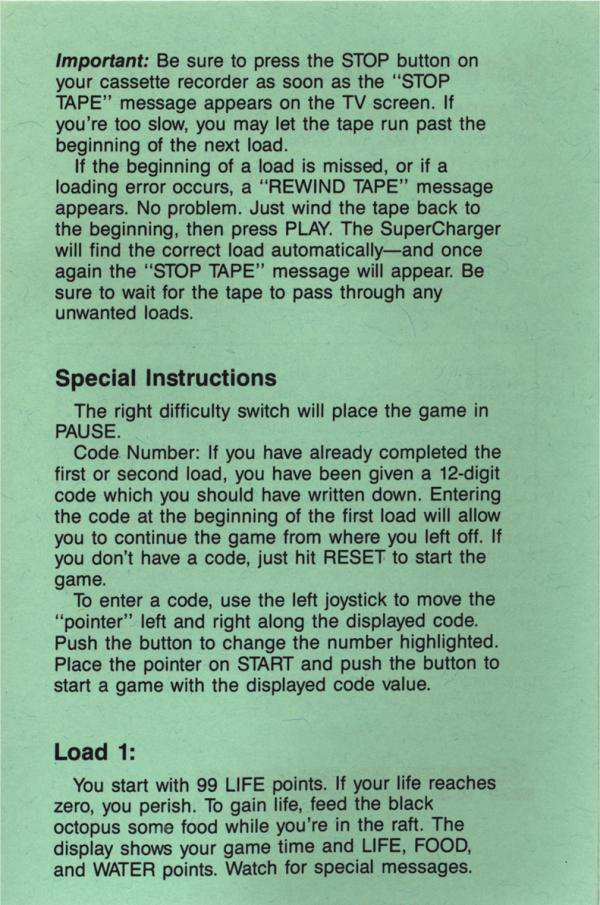 Important: Be sure to press the STOP button on
your cassette recorder as soon as the "STOP
TAPE" message appears on the TV screen. If
you're too slow, you may let the tape run past the
beginning of the next load.
If the beginning of a load is missed, or if a
loading error occurs, a "REWIND TAPE" message
appears. No problem. Just wind the tape back to
the beginning, then press PLAY. The SuperCharger
will find the correct load automatically—and once
again the "STOP TAPE" message will appear. Be
sure to wait for the tape to pass through any
unwanted loads.
Special Instructions
The right difficulty switch will place the game in
PAUSE.
Code Number: If you have already completed the
first or second load, you have been given a 12-digit
code which you should have written down. Entering
the code at the beginning of the first load will allow
you to continue the game from where you left off. If
you don't have a code, just hit RESET to start the
game.
To enter a code, use the left joystick to move the
"pointer" left and right along the displayed code.
Push the button to change the number highlighted.
Place the pointer on START and push the button to
start a game with the displayed code value.
Load 1:
You start with 99 LIFE points. If your life reaches
zero, you perish. To gain life, feed the black
octopus some food while you're in the raft. The
display shows your game time and LIFE, FOOD,
and WATER points. Watch for special messages.